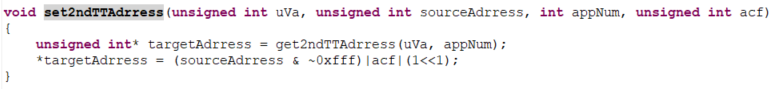 void set2ndTTAdrress(unsigned int uVa, unsigned int sourceAdrress, int appNum, unsigned int acf)
{
    unsigned int* targetAdrress = get2ndTTAdrress(uVa, appNum);
    *targetAdrress = (sourceAdrress & ~0xfff)|acf|(1<<1);
}